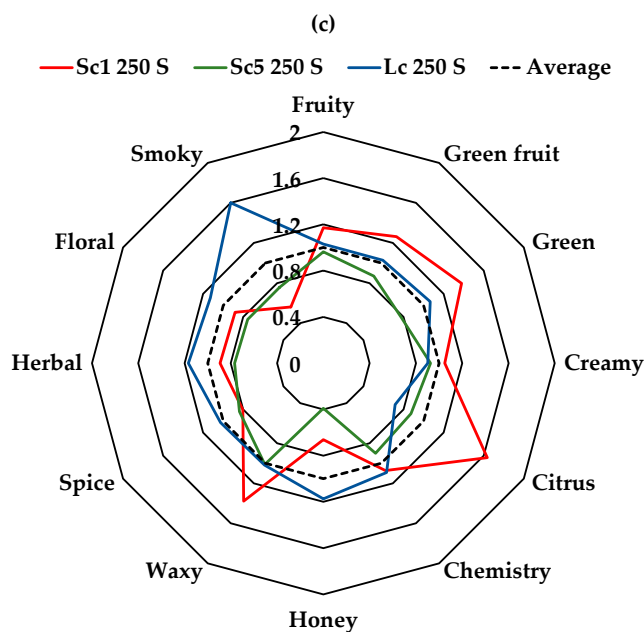 (c)
Sc1 250 S Sc5 250 S Lc 250 S Average
Fruity
Smoky Green fruit
2
1.6
Floral Green
1.2
0.8
0.4
Herbal 0 Creamy
Spice Citrus
Waxy Chemistry
Honey